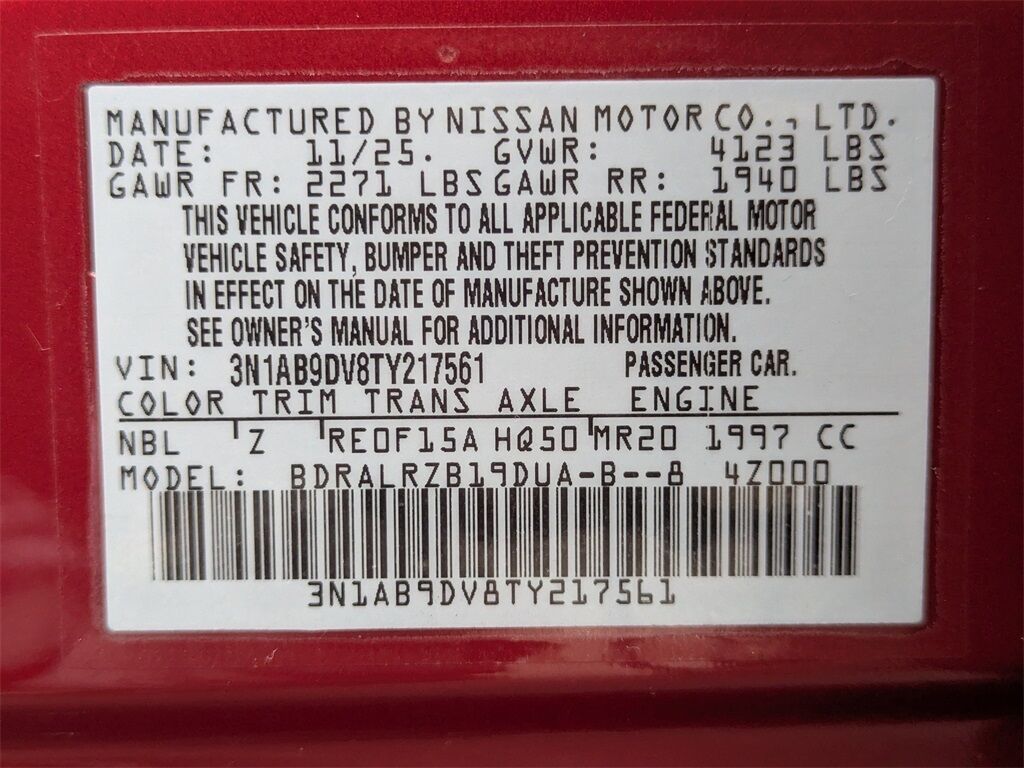 MANUFACTURED BY NISSAN MOTOR CO., LTD.
DATE: 11/25. GVWR: 4123 LBS
GAWR FR: 2271 LBS GAWR RR: 1940 LBS
THIS VEHICLE CONFORMS TO ALL APPLICABLE FEDERAL MOTOR
VEHICLE SAFETY, BUMPER AND THEFT PREVENTION STANDARDS
IN EFFECT ON THE DATE OF MANUFACTURE SHOWN ABOVE.
SEE OWNER'S MANUAL FOR ADDITIONAL INFORMATION.
VIN: 3N1AB9DV8TY217561 PASSENGER CAR.
COLOR TRIM TRANS AXLE ENGINE
NBL Z RE0F15A HQ50 MR20 1997 CC
MODEL: BDRALRZB19DUA-B--8 4Z000
3N1AB9DV8TY217561